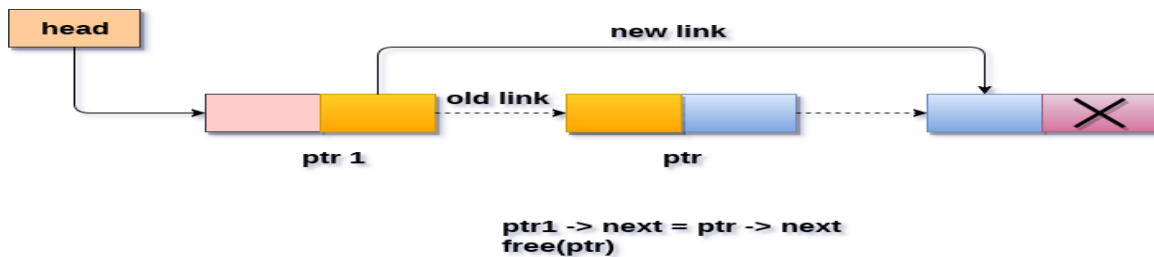 head
new link
old link
ptr 1
ptr
ptr1 -> next = ptr -> next
free(ptr)